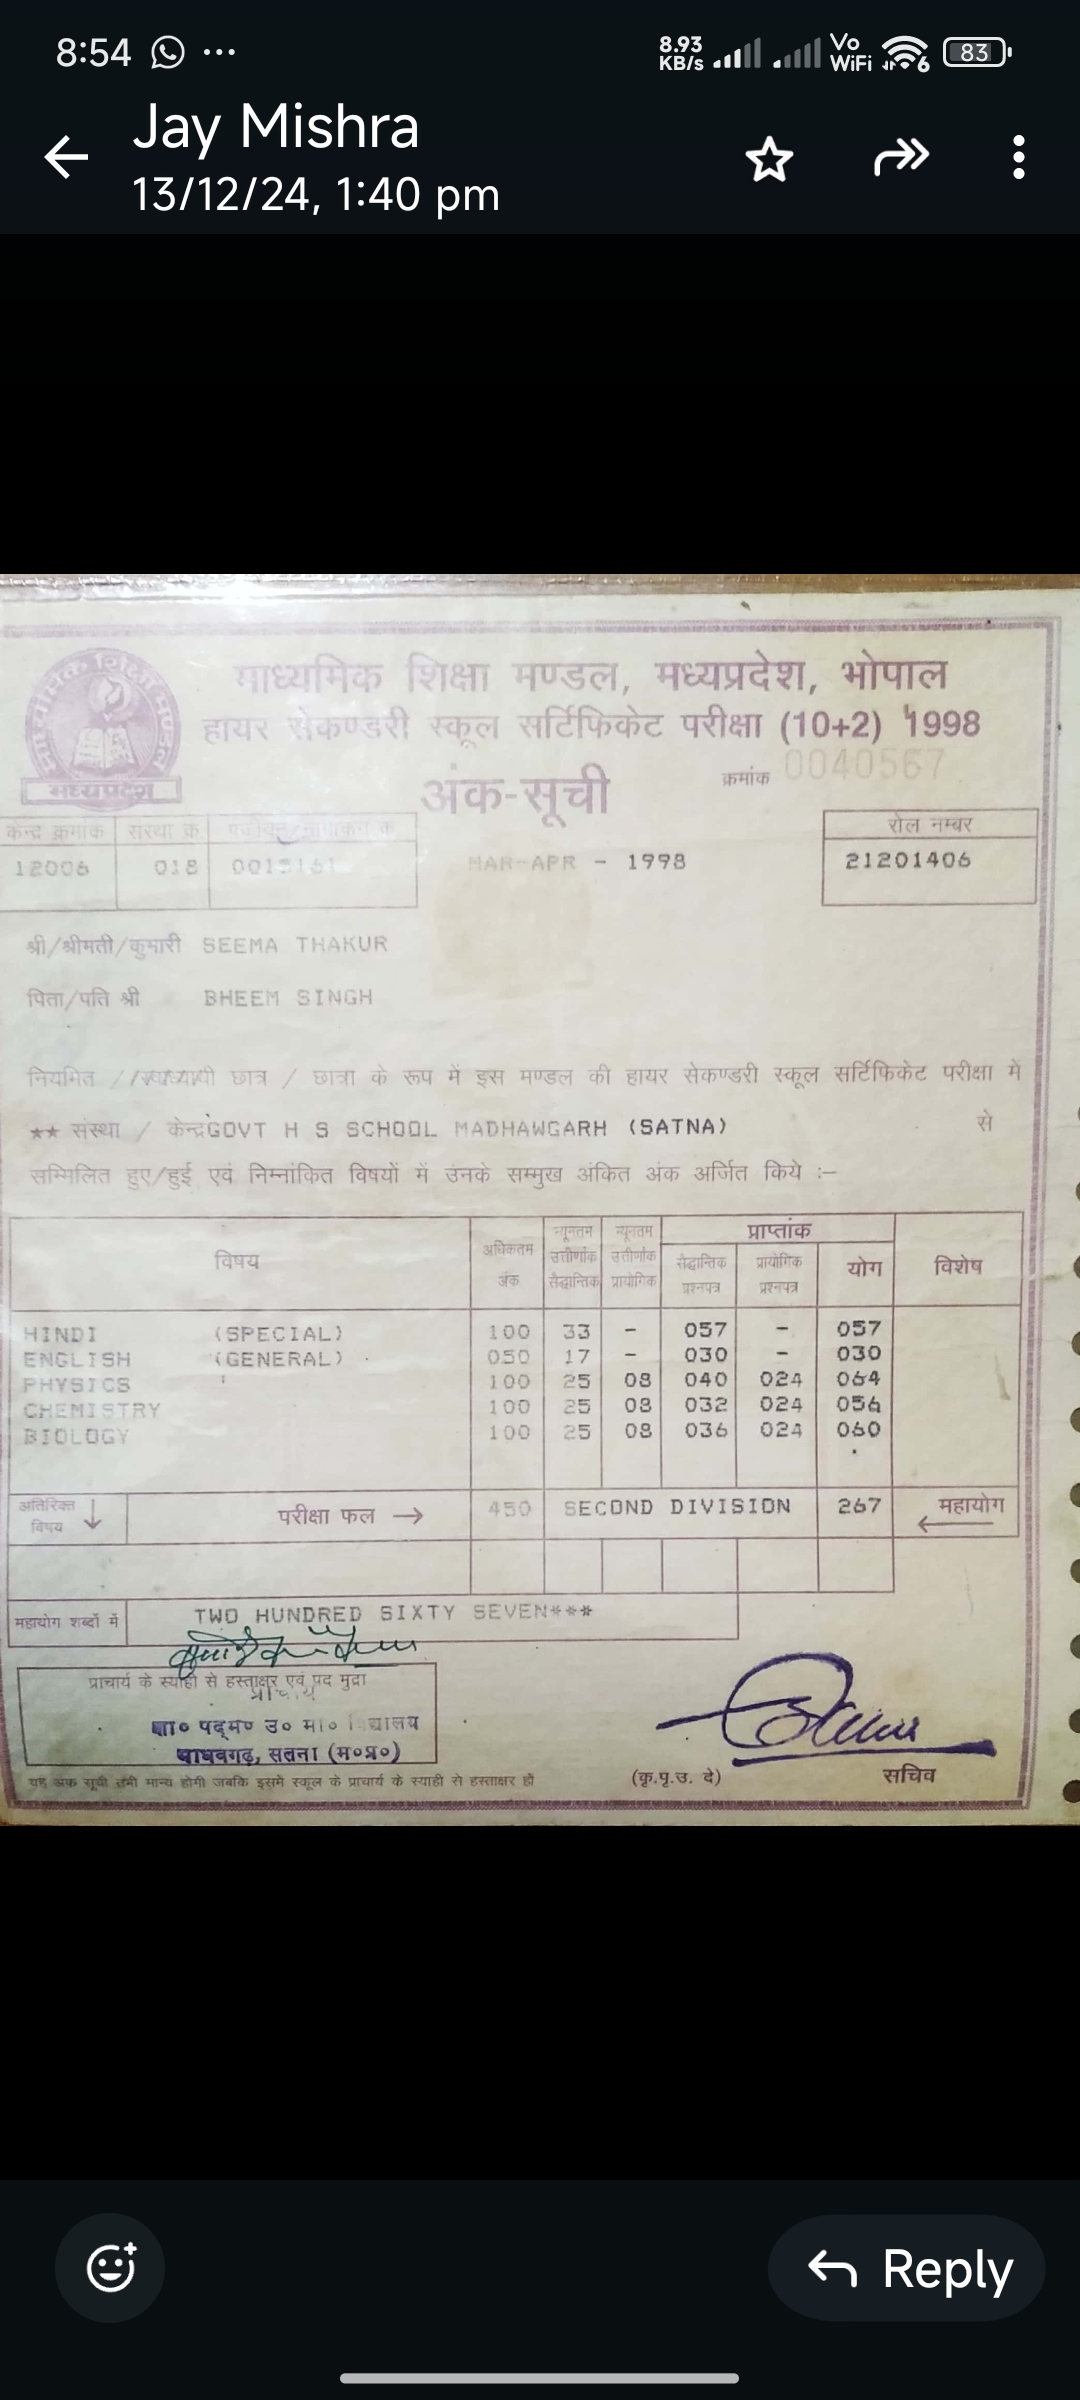 8:54
8.93 KB/s Vo WiFi 6 83
Jay Mishra
13/12/24, 1:40 pm
माध्यमिक शिक्षा मण्डल, मध्यप्रदेश, भोपाल
हायर सेकण्डरी स्कूल सर्टिफिकेट परीक्षा (10+2) 1998
मध्यप्रदेश
अंक-सूची
क्रमांक 0040567
केन्द्र क्रमांक संस्था क्र
रोल नम्बर
12006 018 MAR-APR - 1998 21201406
श्री/श्रीमती/कुमारी SEEMA THAKUR
पिता/पति श्री BHEEM SINGH
नियमित / छात्र / छात्रा के रूप में इस मण्डल की हायर सेकण्डरी स्कूल सर्टिफिकेट परीक्षा में
** संस्था / केन्द्र GOVT H S SCHOOL MADHAWGARH (SATNA) से
सम्मिलित हुए/हुई एवं निम्नांकित विषयों में उनके सम्मुख अंकित अंक अर्जित किये :-
विषय अधिकतम अंक न्यूनतम उत्तीर्णांक सैद्धान्तिक न्यूनतम उत्तीर्णांक प्रायोगिक प्राप्तांक सैद्धान्तिक प्रश्नपत्र प्रायोगिक प्रश्नपत्र योग विशेष
HINDI (SPECIAL) 100 33 - 057 - 057
ENGLISH (GENERAL) 050 17 - 030 - 030
PHYSICS 100 25 08 040 024 064
CHEMISTRY 100 25 08 032 024 056
BIOLOGY 100 25 08 036 024 060
अतिरिक्त विषय ↓ परीक्षा फल → 450 SECOND DIVISION 267 महायोग ←
महायोग शब्दों में TWO HUNDRED SIXTY SEVEN***
प्राचार्य के स्याही से हस्ताक्षर एवं पद मुद्रा
प्राचार्य
उ० मा०
सतना (म०प्र०)
यह अंक सूची तभी मान्य होगी जबकि इसमें स्कूल के प्राचार्य के स्याही से हस्ताक्षर हों
(कृ.पृ.उ. दे) सचिव
Reply